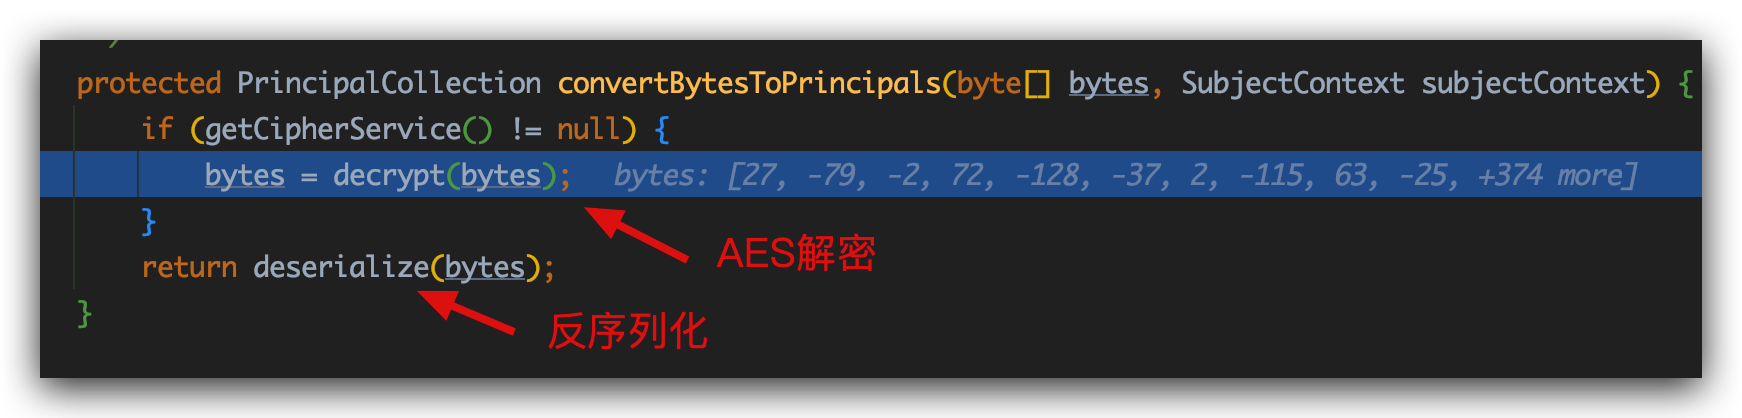 protected PrincipalCollection convertBytesToPrincipals(byte[] bytes, SubjectContext subjectContext) {
if (getCipherService() != null) {
bytes = decrypt(bytes); bytes: [27, -79, -2, 72, -128, -37, 2, -115, 63, -25, +374 more]
}
AES解密
return deserialize(bytes);
}
反序列化